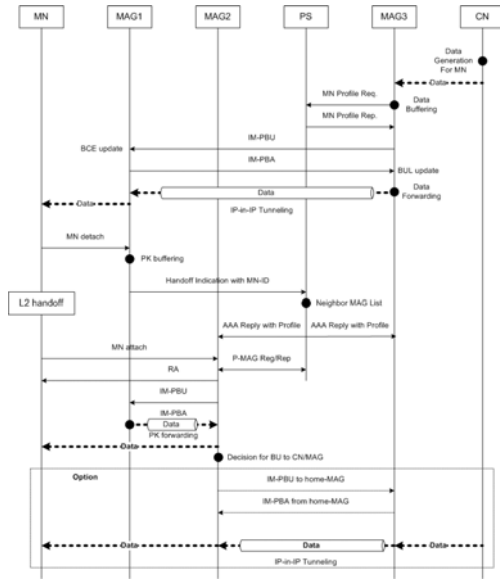 MN MAG1 MAG2 PS MAG3 CN
Data
Generation
For MN
Data
MN Profile Req.
Data
Buffering
MN Profile Rep.
IM-PBU
BCE update
IM-PBA
BUL update
Data
Data
Forwarding
Data
IP-in-IP Tunneling
MN detach
PK buffering
Handoff Indication with MN-ID
L2 handoff
Neighbor MAG List
AAA Reply with Profile AAA Reply with Profile
MN attach
P-MAG Reg/Rep
RA
IM-PBU
IM-PBA
Data
PK forwarding
Data
Decision for BU to CN/MAG
Option
IM-PBU to home-MAG
IM-PBA from home-MAG
Data Data Data Data
IP-in-IP Tunneling